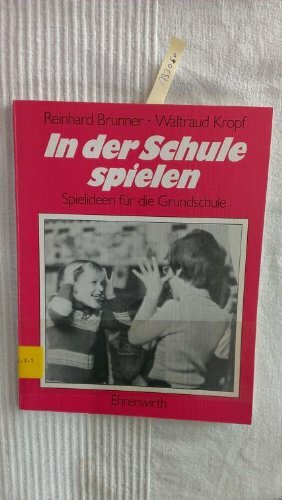 Reinhard Brunner · Waltraud Kropf
In der Schule
spielen
Spielideen für die Grundschule
Ehrenwirth